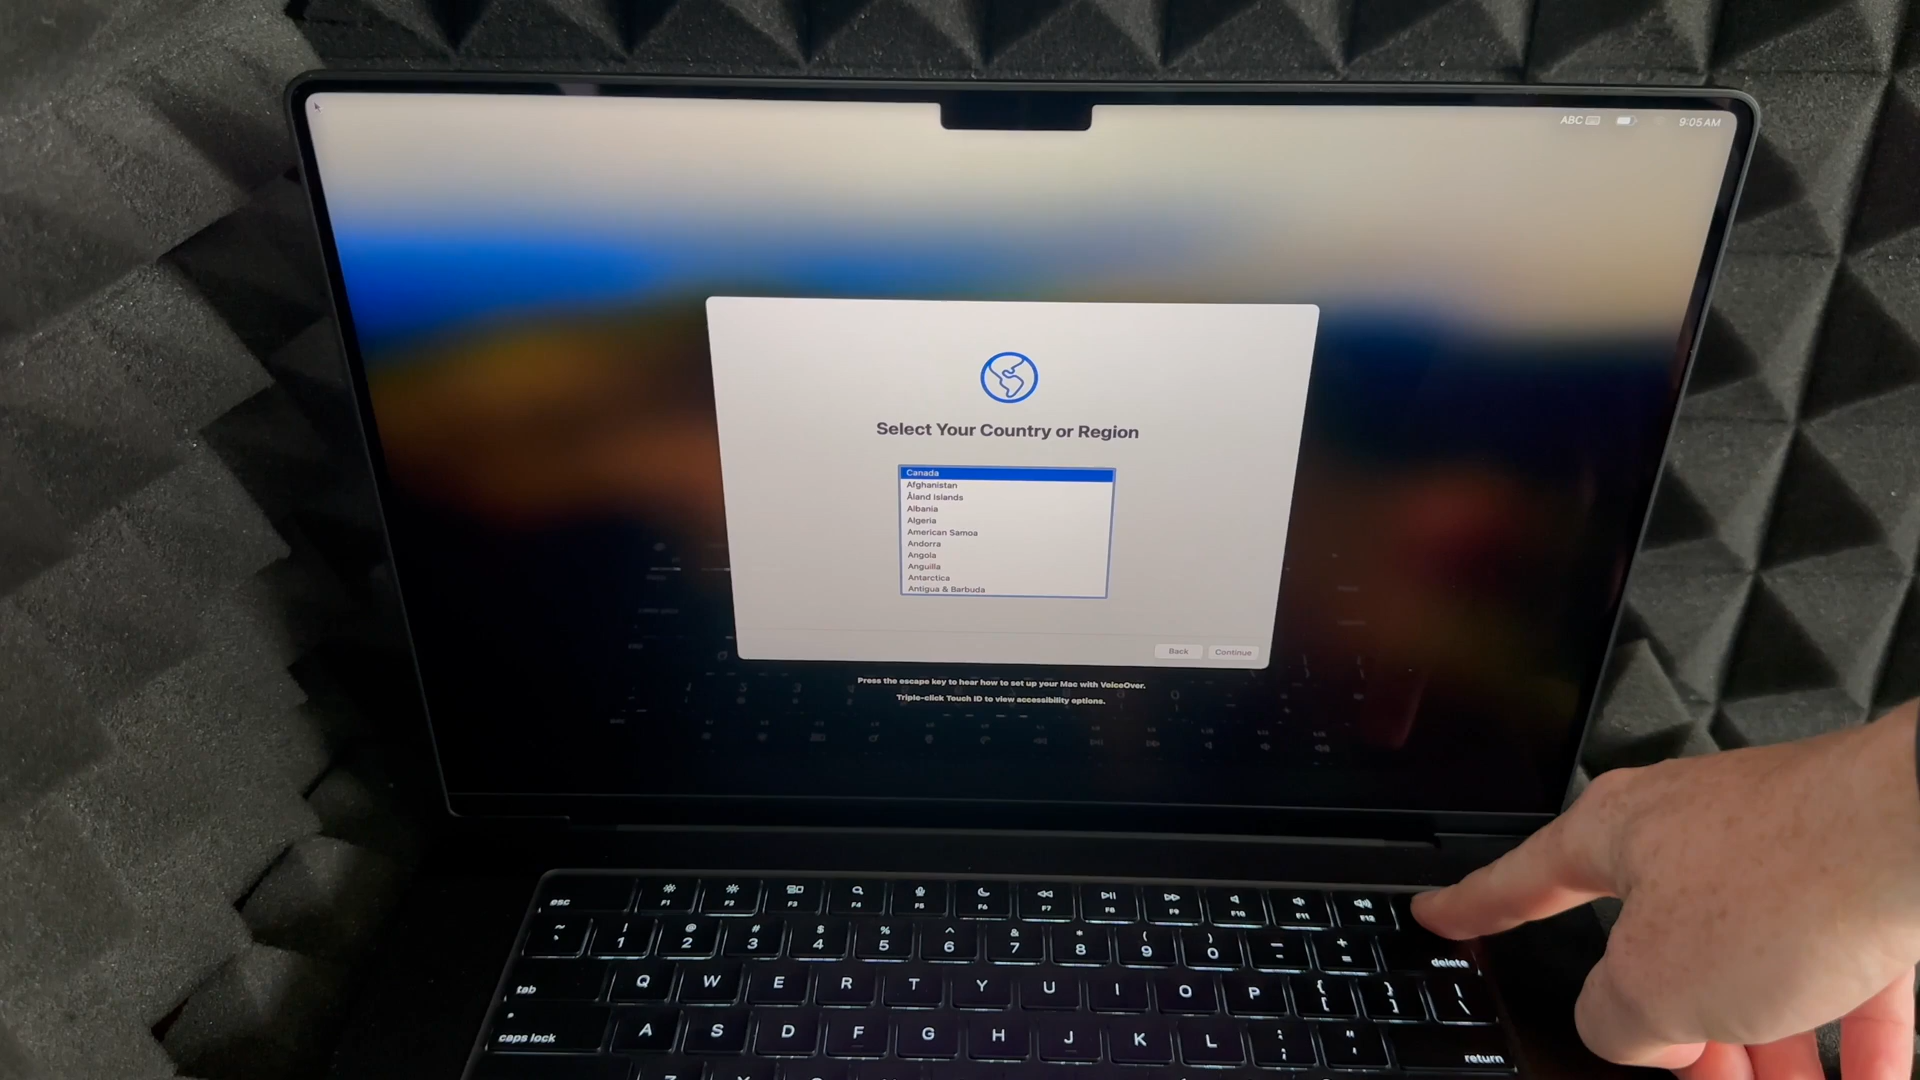 ABC
9:05 AM
Select Your Country or Region
Canada
Afghanistan
Åland Islands
Albania
Algeria
American Samoa
Andorra
Angola
Anguilla
Antarctica
Antigua & Barbuda
Back Continue
Press the escape key to hear how to set up your Mac with VoiceOver.
Triple-click Touch ID to view accessibility options.
esc F1 F2 F3 F4 F5 F6 F7 F8 F9 F10 F11 F12
~ ! @ # $ % ^ & * ( ) — +
` 1 2 3 4 5 6 7 8 9 0 - =
delete
tab Q W E R T Y U I O P { [ } ] | \
caps lock A S D F G H J K L : ; " '
return